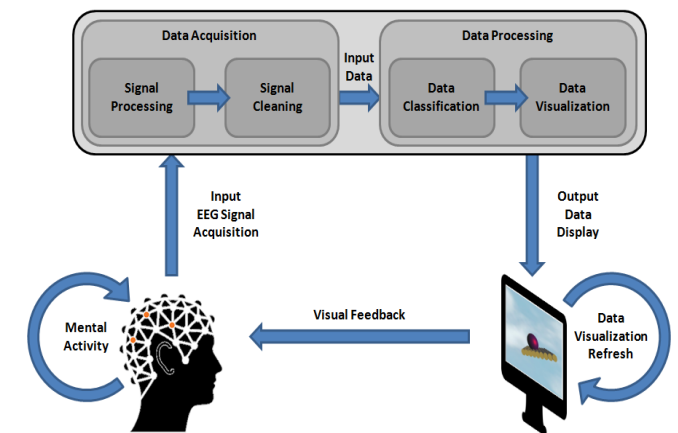 Data Acquisition
Signal
Processing
Signal
Cleaning
Input
Data
Data Processing
Data
Classification
Data
Visualization
Input
EEG Signal
Acquisition
Output
Data
Display
Mental
Activity
Visual Feedback
Data
Visualization
Refresh